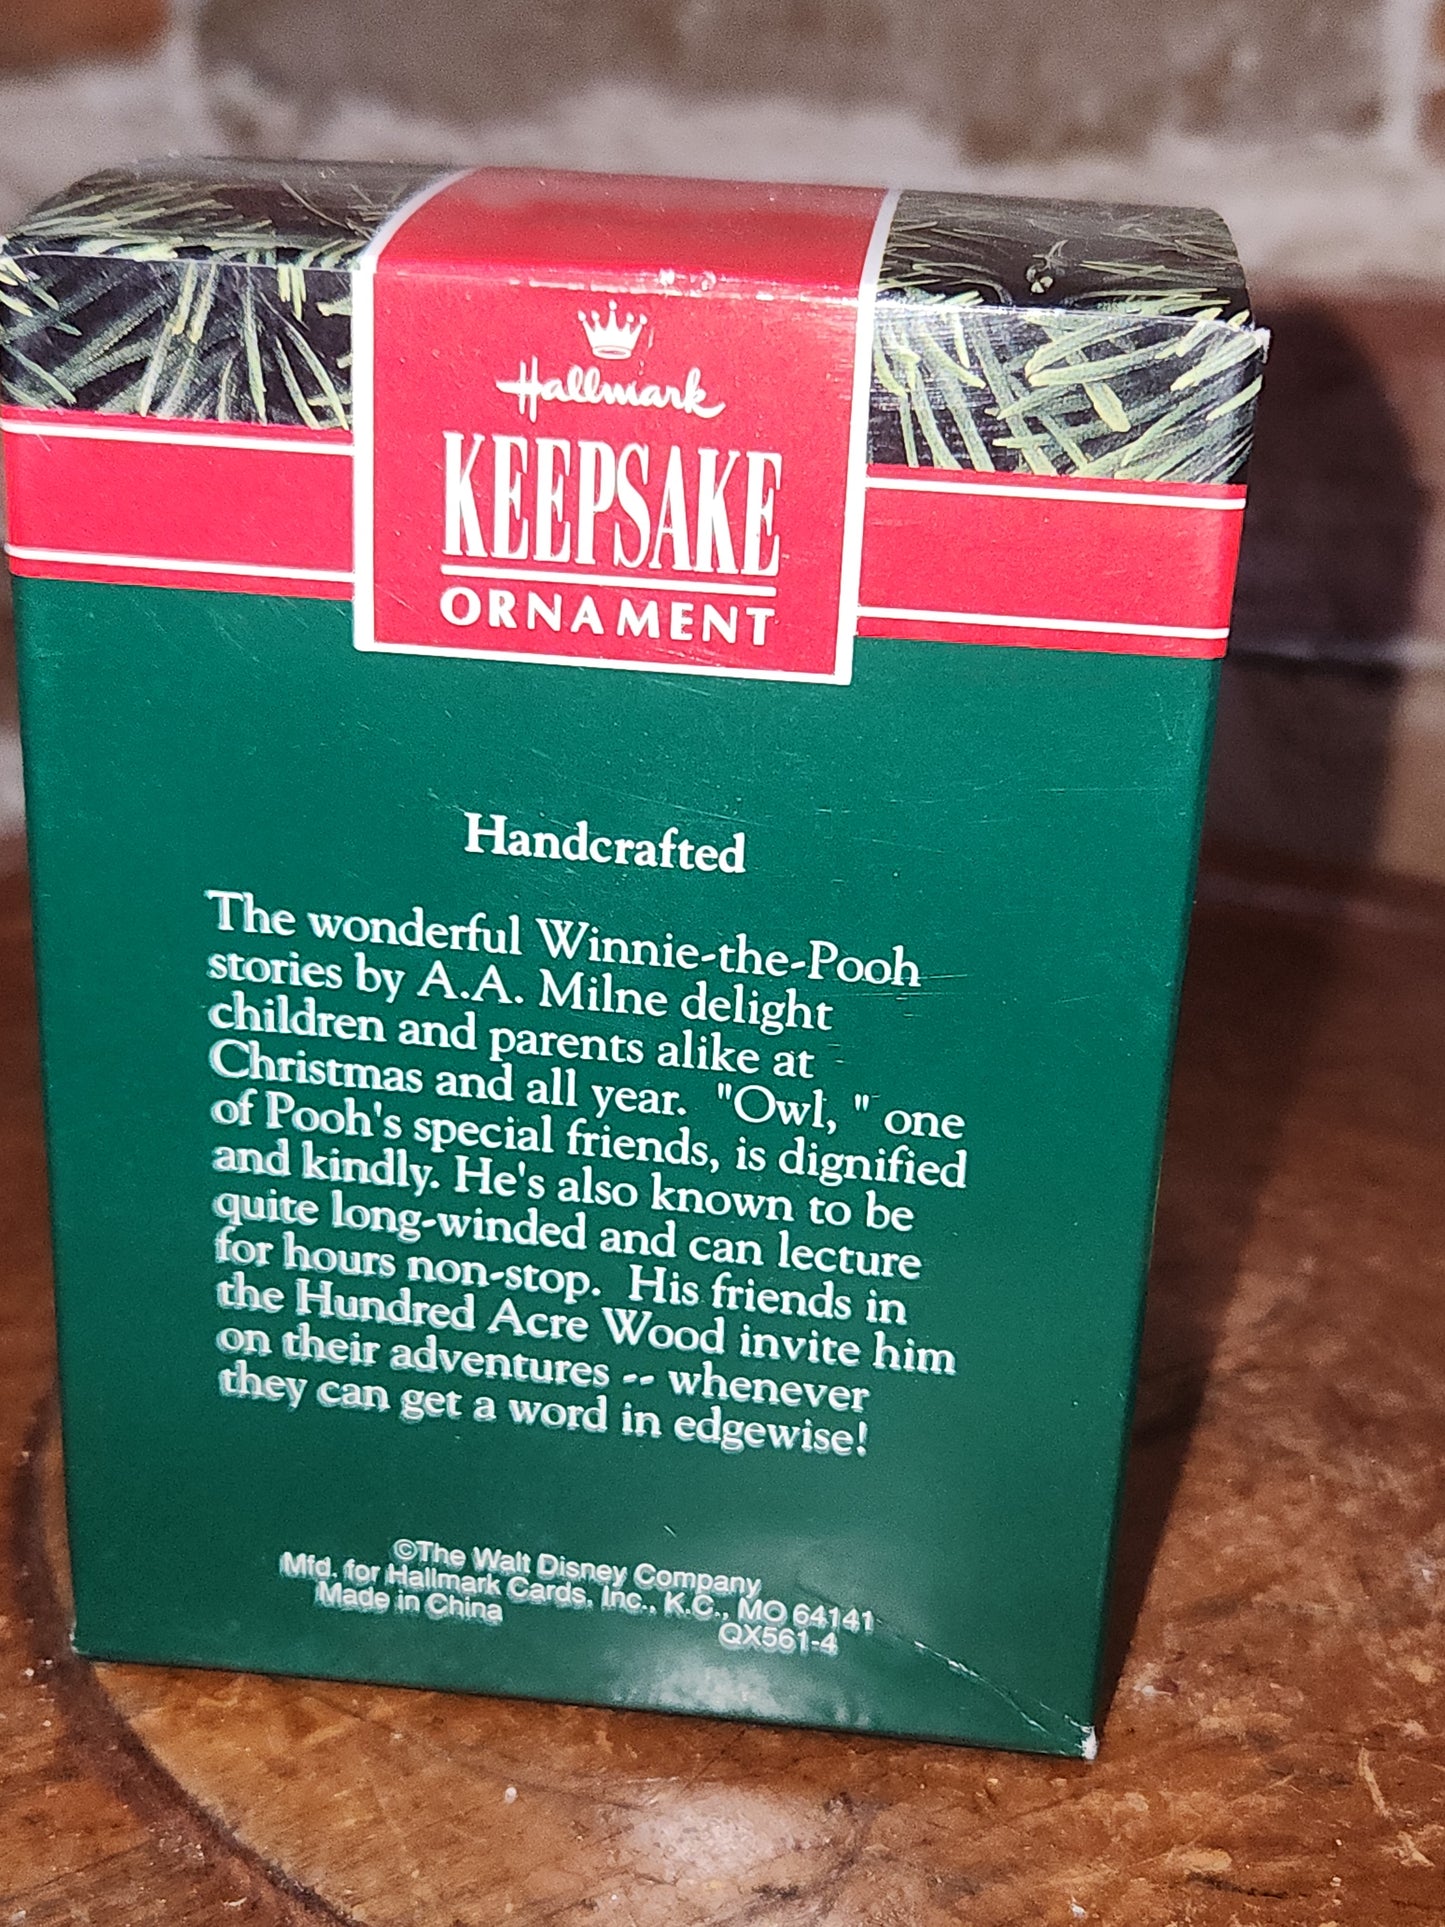 Hallmark
KEEPSAKE
ORNAMENT
Handcrafted
The wonderful Winnie-the-Pooh
stories by A.A. Milne delight
children and parents alike at
Christmas and all year. "Owl, " one
of Pooh's special friends, is dignified
and kindly. He's also known to be
quite long-winded and can lecture
for hours non-stop. His friends in
the Hundred Acre Wood invite him
on their adventures -- whenever
they can get a word in edgewise!
©The Walt Disney Company
Mfd. for Hallmark Cards, Inc., K.C., MO 64141
Made in China
QX561-4